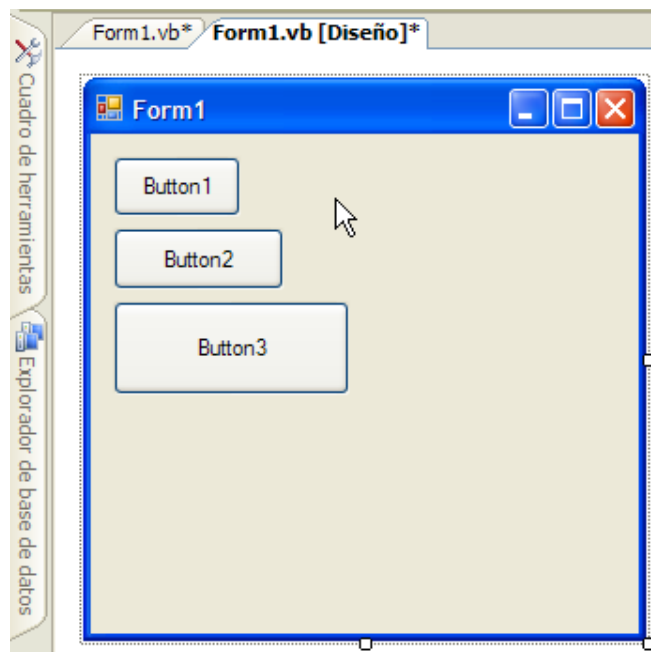 Form1.vb* Form1.vb [Diseño]*
Cuadro de herramientas
Explorador de base de datos
Form1
Button1
Button2
Button3